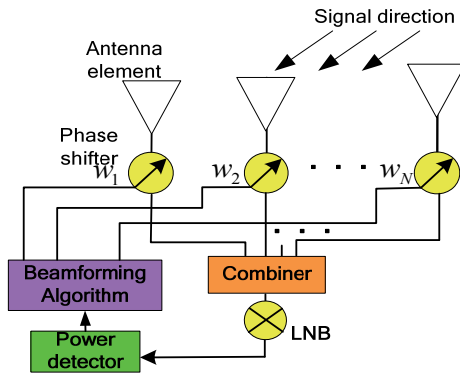 Signal direction
Antenna
element
Phase
shifter
w1
w2
. . .
wN
. . .
Beamforming
Algorithm
Combiner
LNB
Power
detector